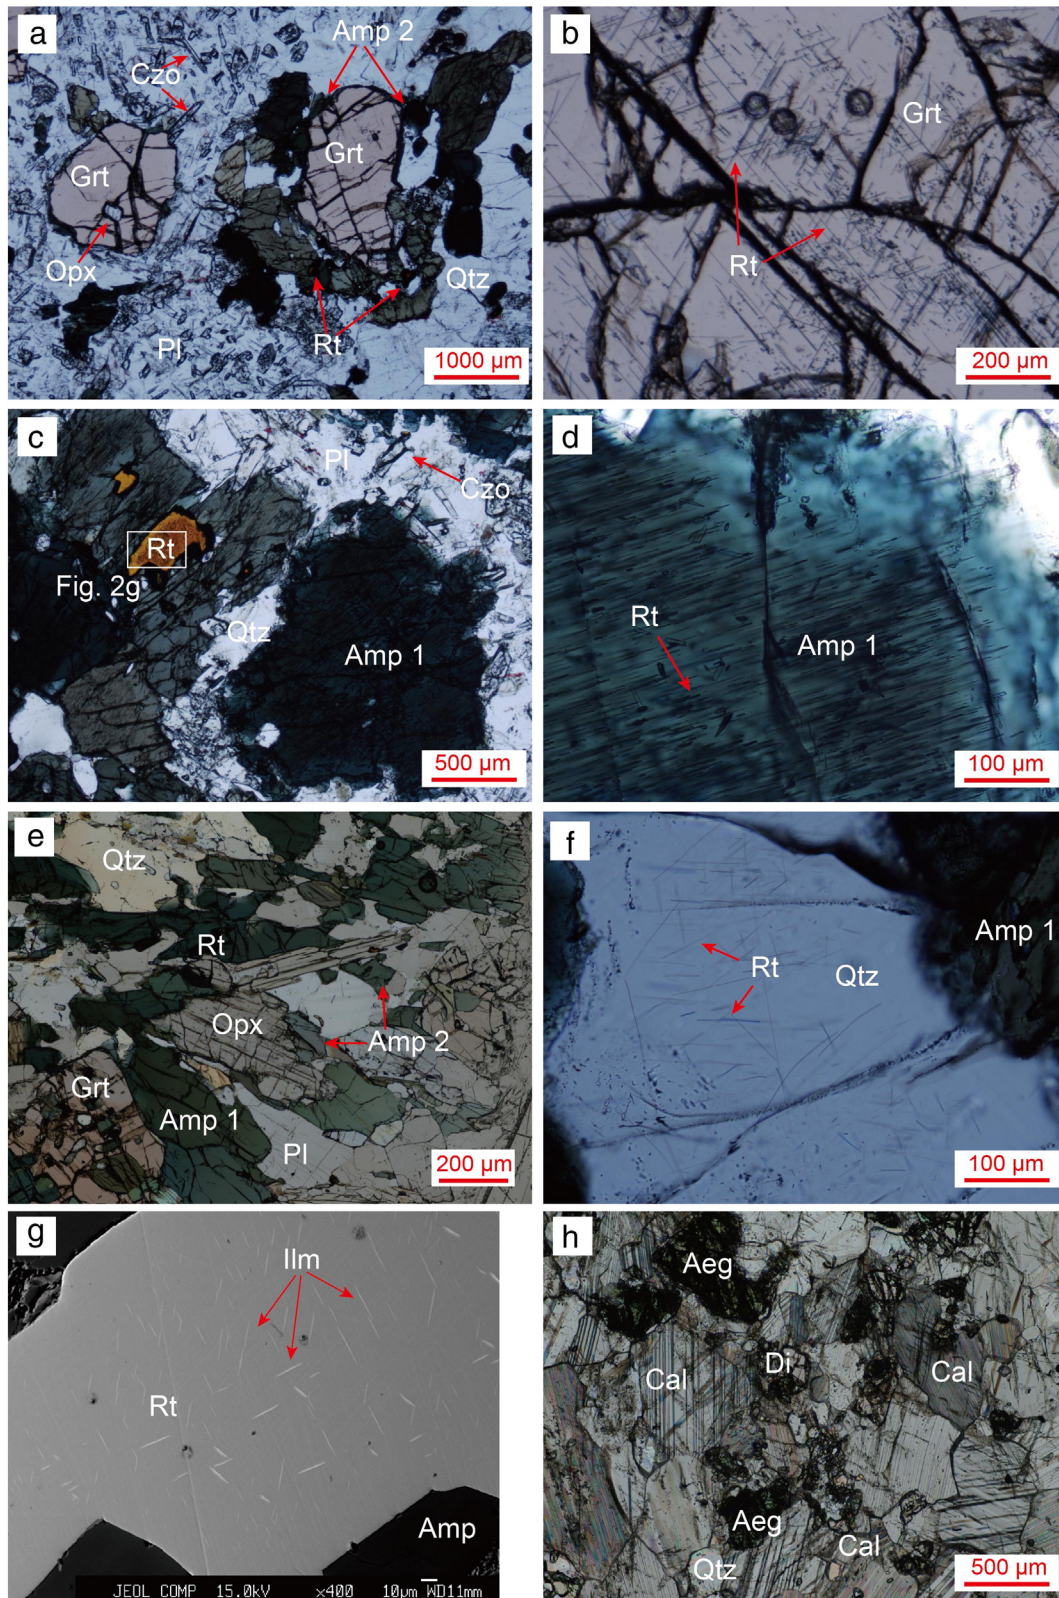 a
Amp 2
Czo
Grt
Grt
Opx
Qtz
Rt
Pl
1000 μm
b
Grt
Rt
200 μm
c
Pl
Czo
Rt
Fig. 2g
Qtz
Amp 1
500 μm
d
Rt
Amp 1
100 μm
e
Qtz
Rt
Opx
Amp 2
Grt
Amp 1
Pl
200 μm
f
Amp 1
Rt
Qtz
100 μm
g
Ilm
Rt
Amp
JEOL COMP 15.0kV ×400 10μm WD11mm
h
Aeg
Di
Cal
Cal
Aeg
Cal
Qtz
500 μm